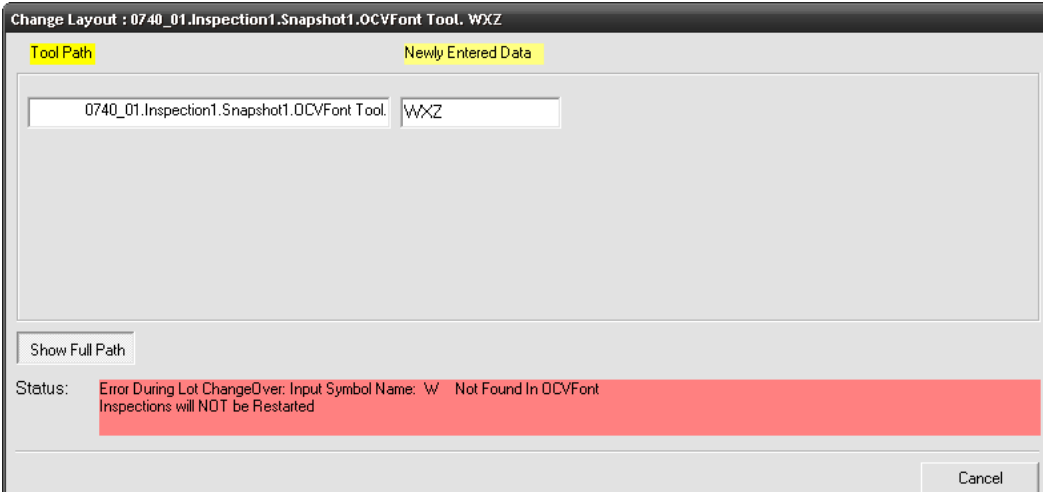 Change Layout : 0740_01.Inspection1.Snapshot1.OCVFont Tool. WXZ
Tool Path Newly Entered Data
0740_01.Inspection1.Snapshot1.OCVFont Tool. WXZ
Show Full Path
Status: Error During Lot ChangeOver: Input Symbol Name: W Not Found In OCVFont
Inspections will NOT be Restarted
Cancel